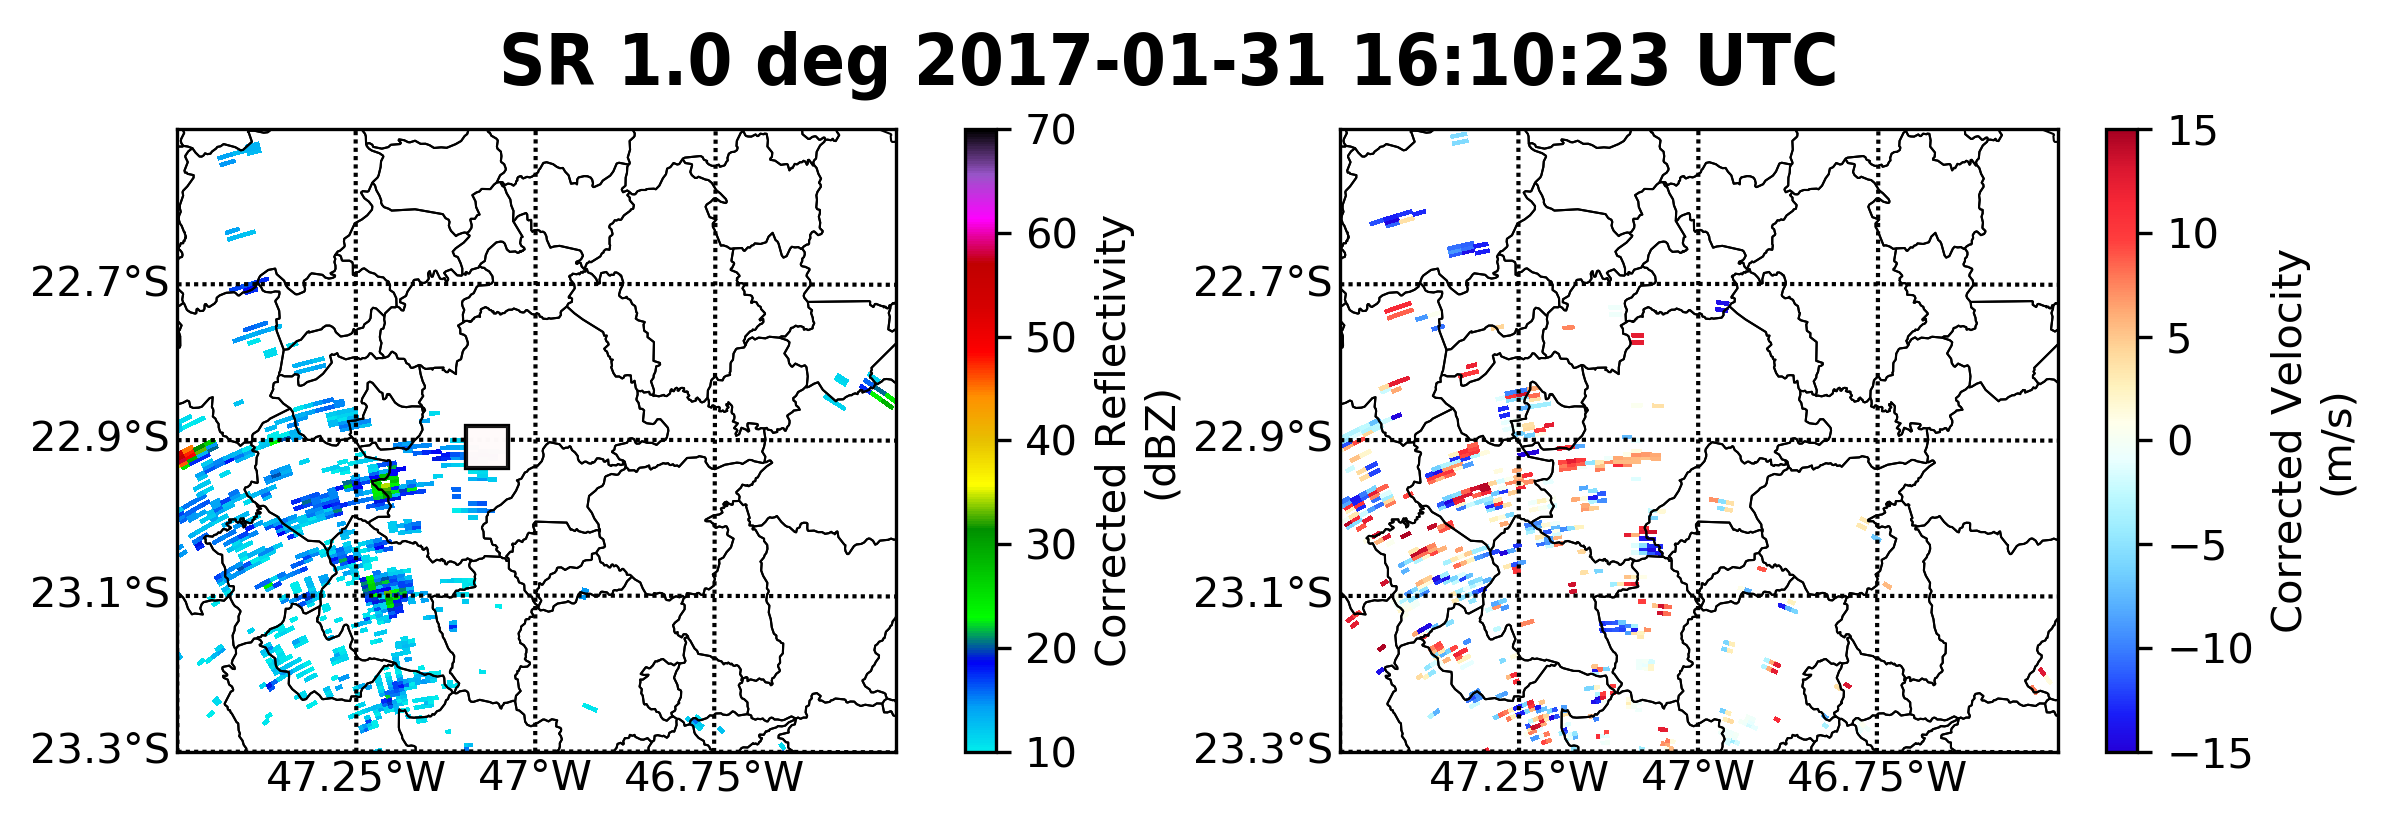 SR 1.0 deg 2017-01-31 16:10:23 UTC
22.7°S
22.9°S
23.1°S
23.3°S
47.25°W
47°W
46.75°W
70
60
50
40
30
20
10
Corrected Reflectivity
(dBZ)
22.7°S
22.9°S
23.1°S
23.3°S
47.25°W
47°W
46.75°W
15
10
5
0
−5
−10
−15
Corrected Velocity
(m/s)